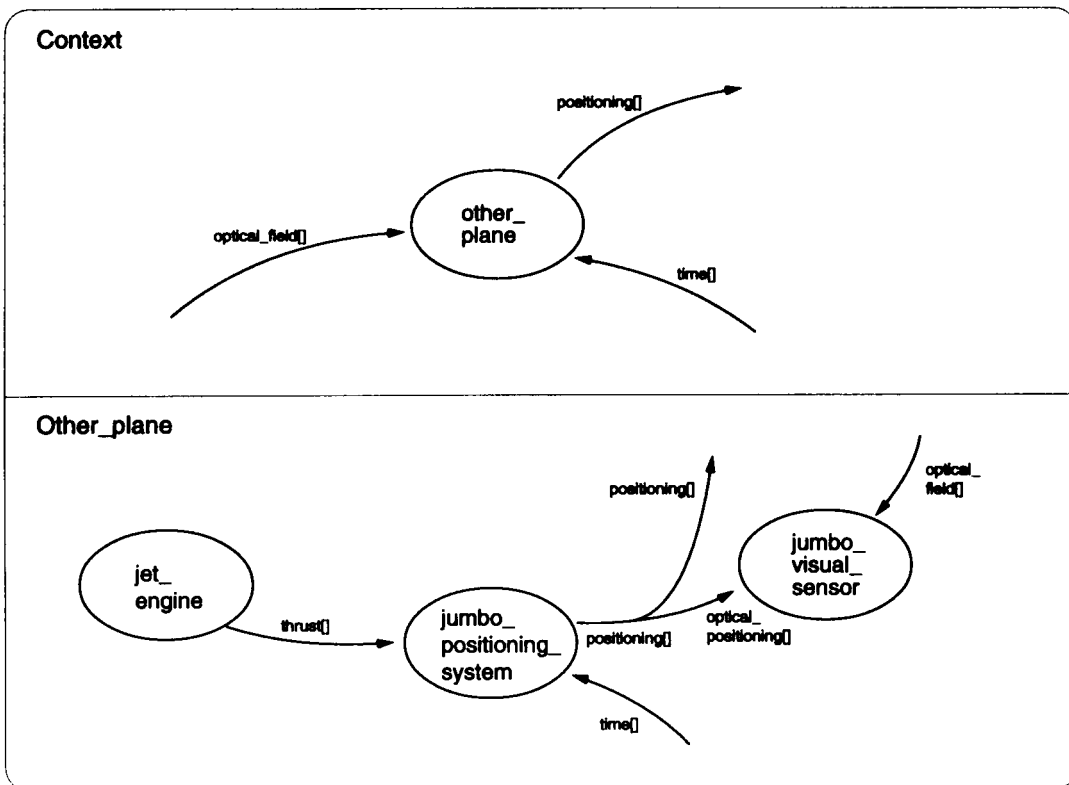 Context
positioning[]
other_
plane
optical_field[]
time[]
Other_plane
optical_
field[]
positioning[]
jumbo_
visual_
sensor
jet_
engine
thrust[]
jumbo_
positioning_
system
positioning[]
optical_
positioning[]
time[]